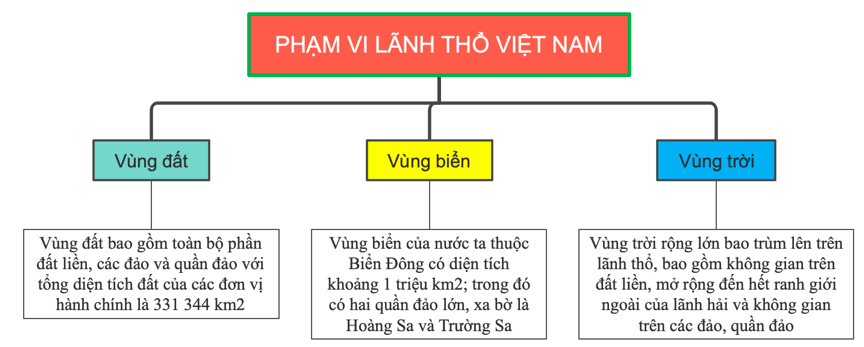 PHẠM VI LÃNH THỔ VIỆT NAM
Vùng đất
Vùng biển
Vùng trời
Vùng đất bao gồm toàn bộ phần
đất liền, các đảo và quần đảo với
tổng diện tích đất của các đơn vị
hành chính là 331 344 km2
Vùng biển của nước ta thuộc
Biển Đông có diện tích
khoảng 1 triệu km2; trong đó
có hai quần đảo lớn, xa bờ là
Hoàng Sa và Trường Sa
Vùng trời rộng lớn bao trùm lên trên
lãnh thổ, bao gồm không gian trên
đất liền, mở rộng đến hết ranh giới
ngoài của lãnh hải và không gian
trên các đảo, quần đảo